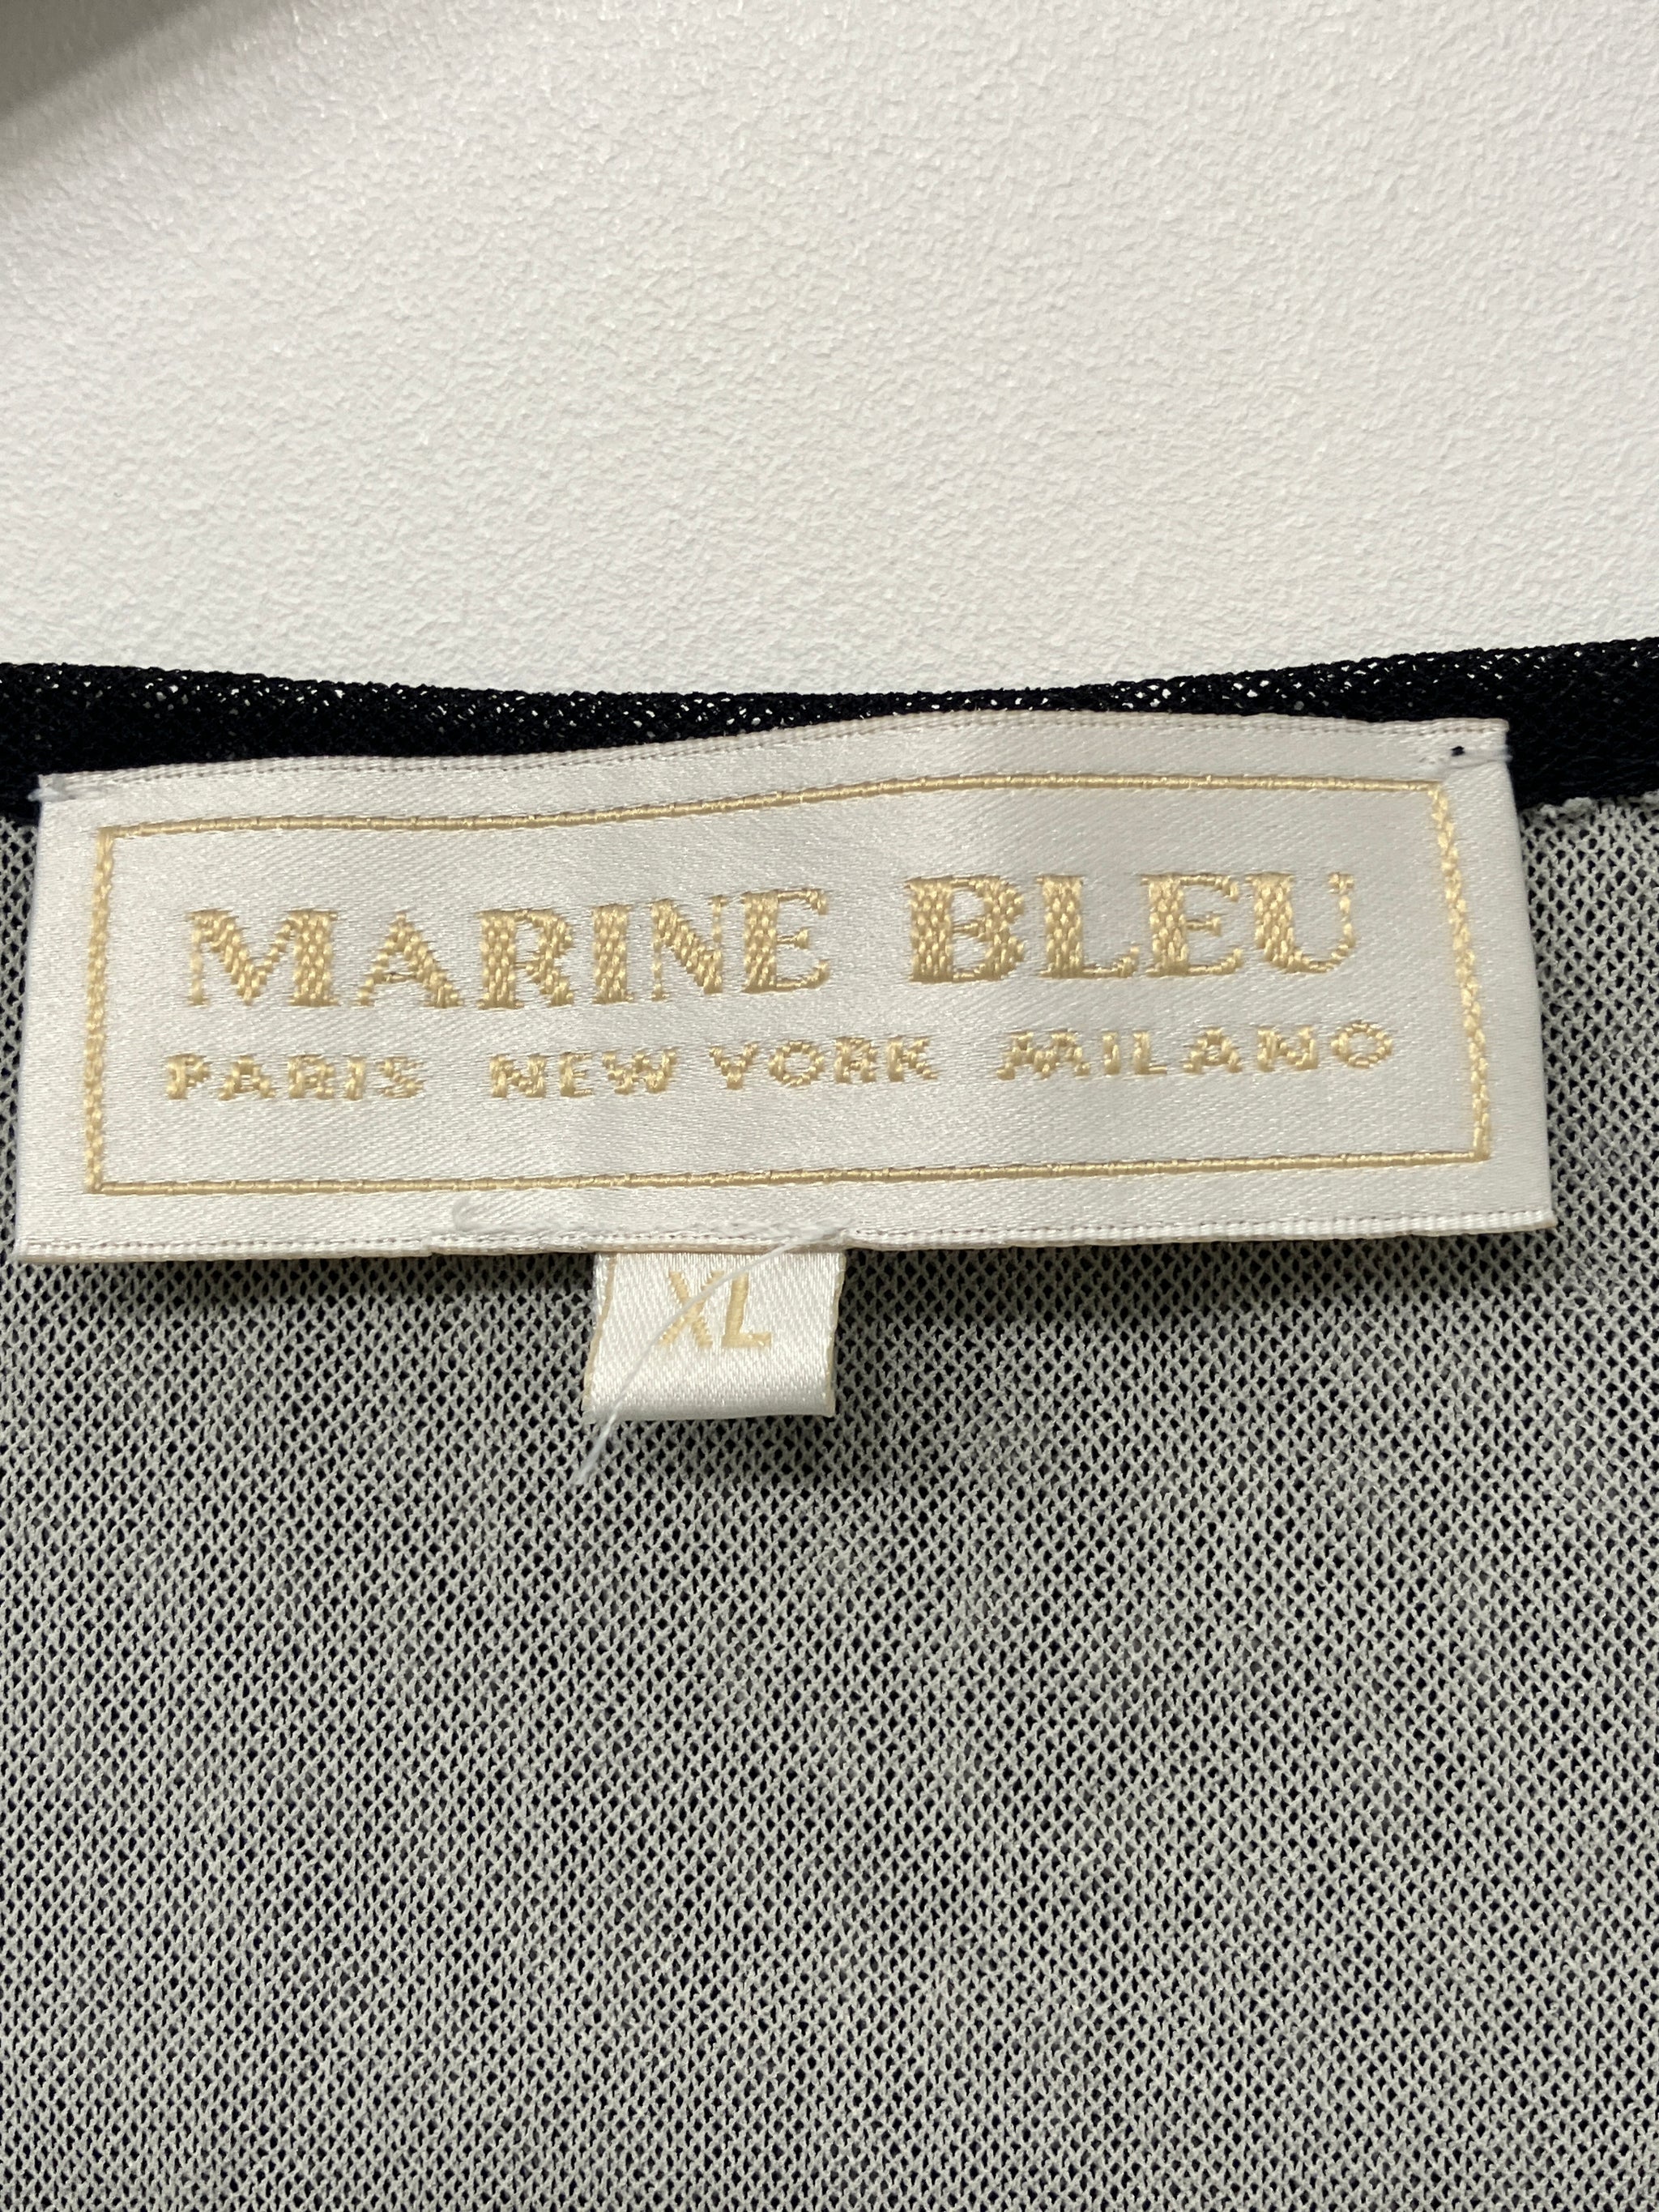 MARINE BLEU
PARIS NEW YORK MILANO
XL